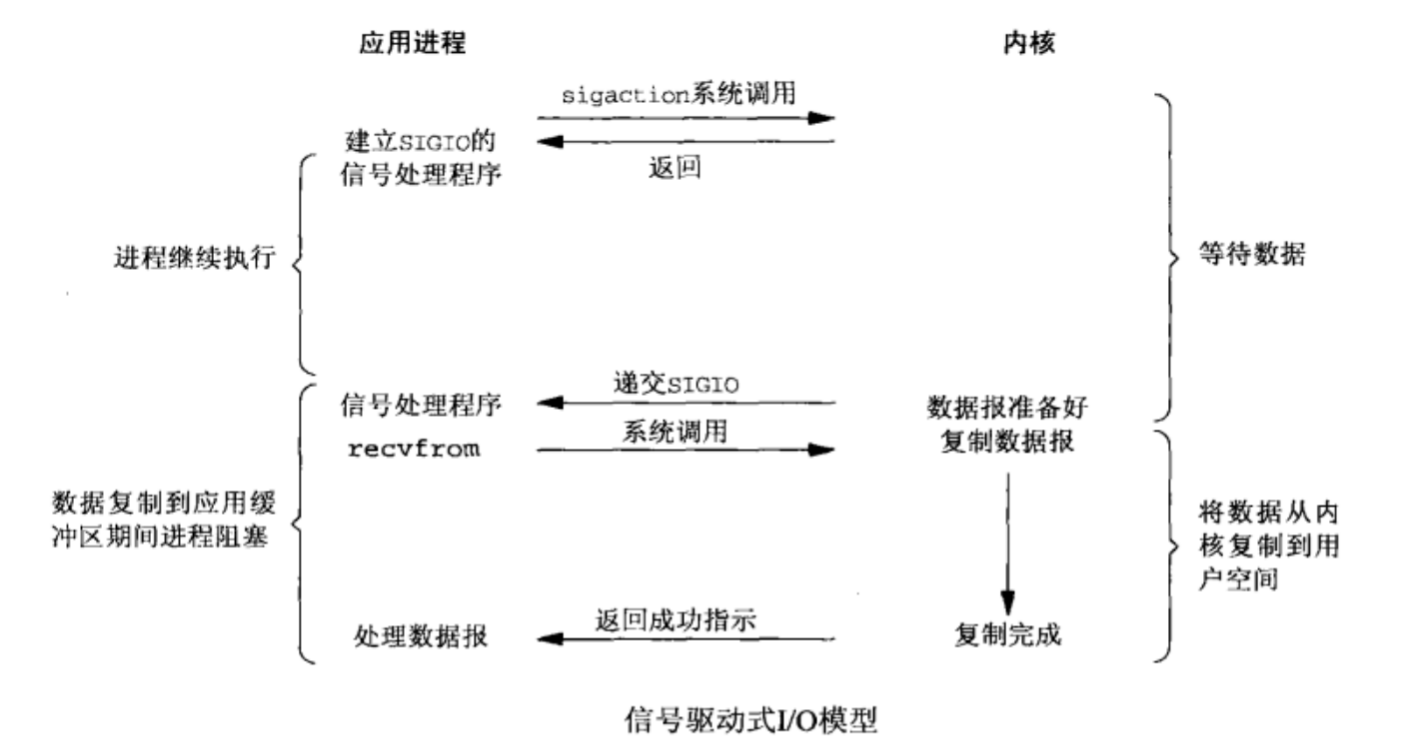 应用进程
内核
sigaction系统调用
建立SIGIO的
信号处理程序
返回
进程继续执行
等待数据
递交SIGIO
信号处理程序
数据报准备好
系统调用
recvfrom
复制数据报
数据复制到应用缓
冲区期间进程阻塞
将数据从内
核复制到用
户空间
返回成功指示
处理数据报
复制完成
信号驱动式I/O模型